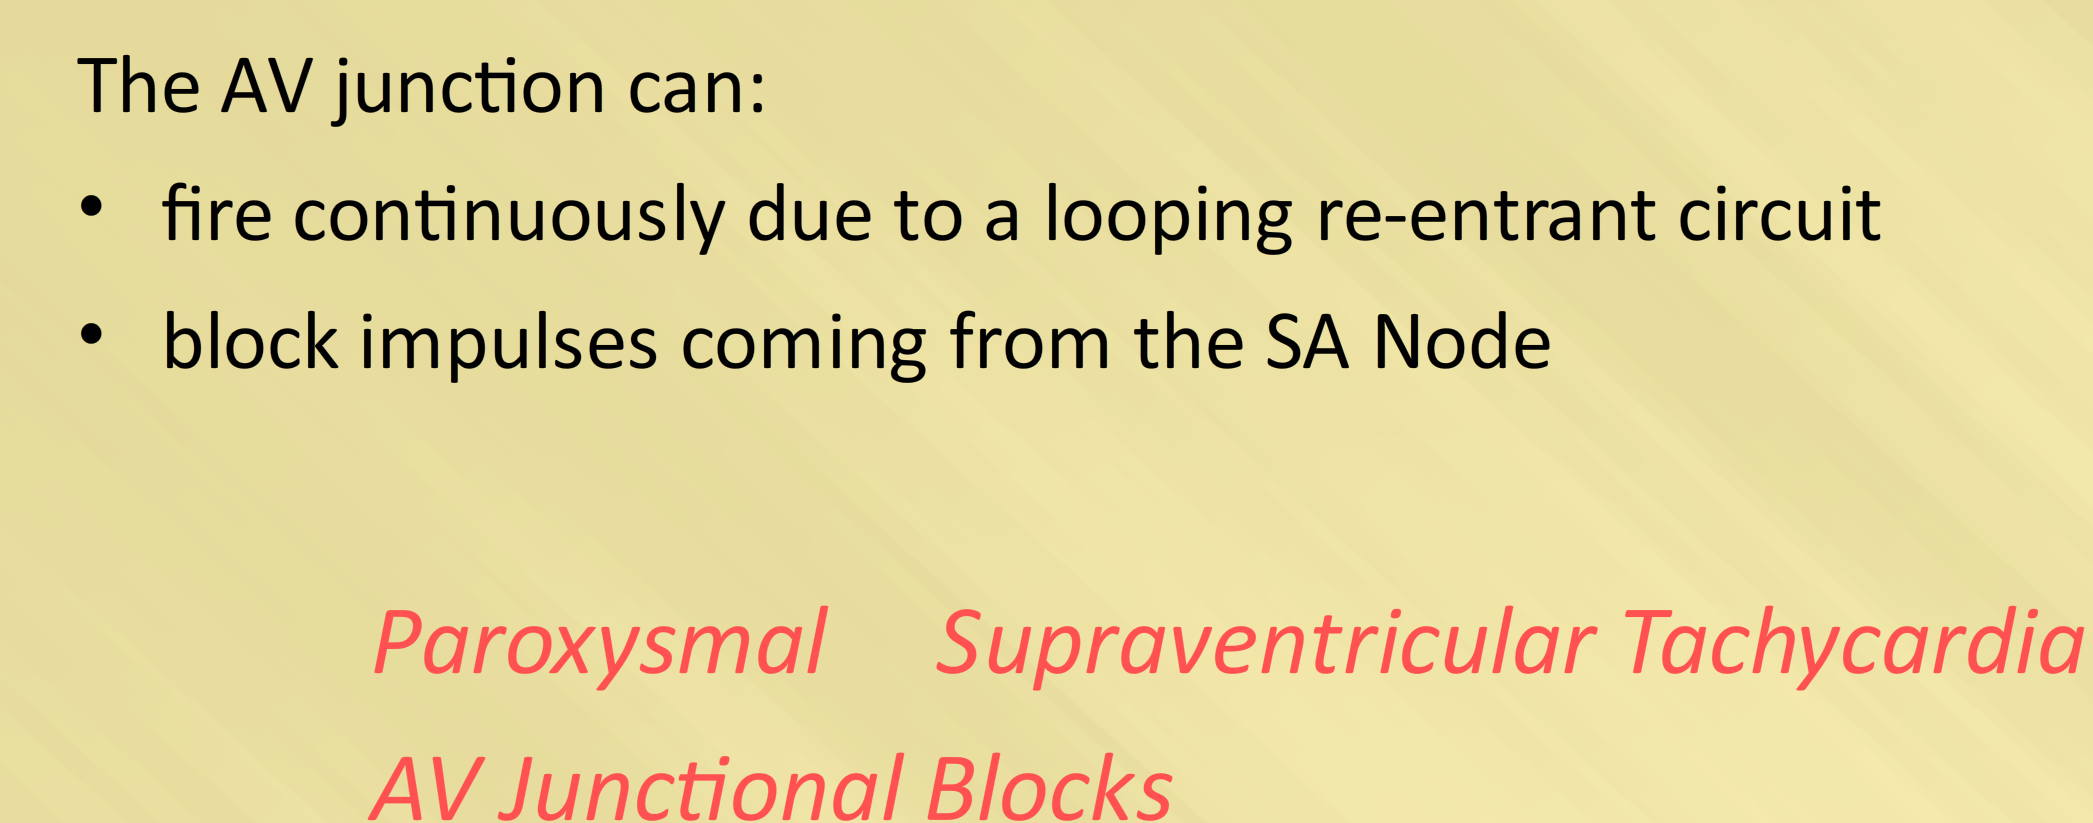 The AV junction can:
• fire continuously due to a looping re-entrant circuit
• block impulses coming from the SA Node
Paroxysmal Supraventricular Tachycardia
AV Junctional Blocks